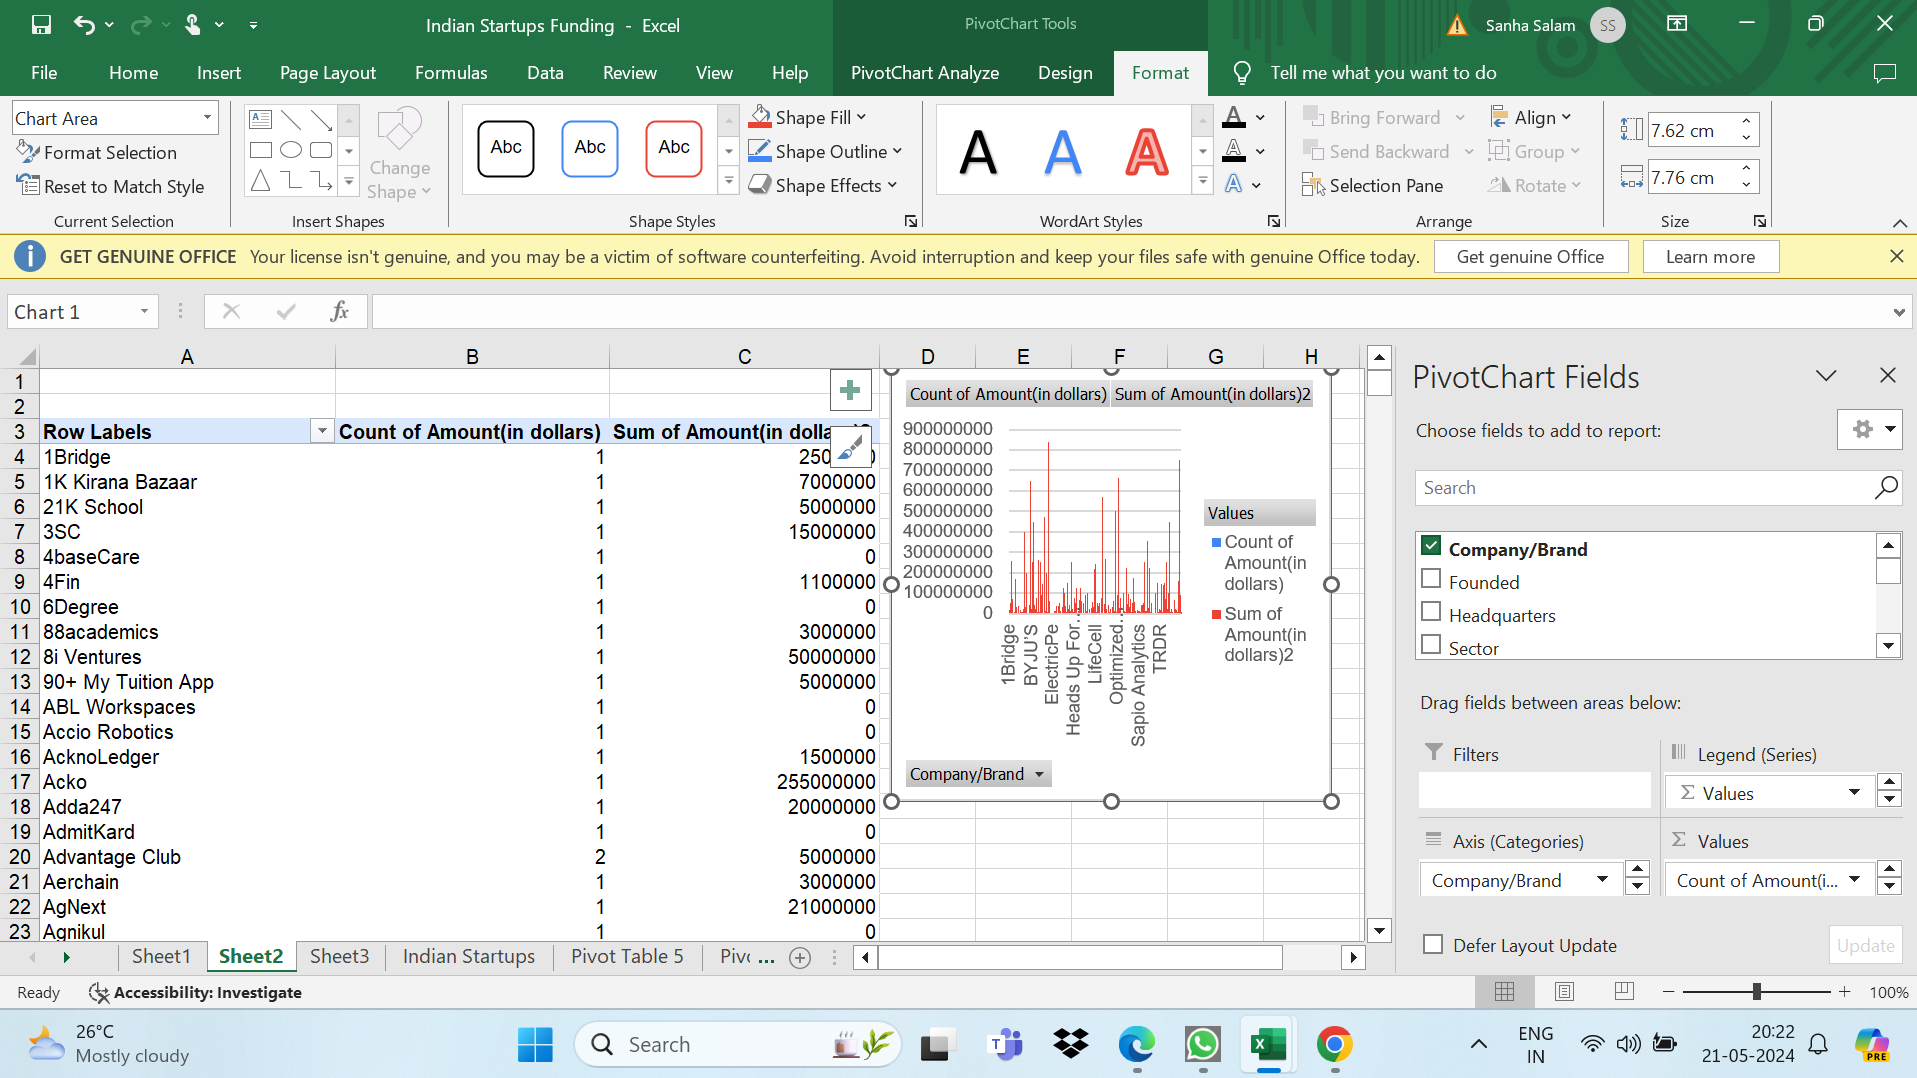 Indian Startups Funding - Excel
PivotChart Tools
Sanha Salam
SS
File Home Insert Page Layout Formulas Data Review View Help PivotChart Analyze Design Format Tell me what you want to do
Chart Area
Format Selection
Reset to Match Style
Current Selection
Change
Shape
Insert Shapes
Abc Abc Abc
Shape Fill
Shape Outline
Shape Effects
Shape Styles
A A A
WordArt Styles
Bring Forward
Send Backward
Selection Pane
Align
Group
Rotate
Arrange
7.62 cm
7.76 cm
Size
GET GENUINE OFFICE Your license isn't genuine, and you may be a victim of software counterfeiting. Avoid interruption and keep your files safe with genuine Office today. Get genuine Office Learn more
Chart 1
fx
A B C D E F G H
1
2
3 Row Labels Count of Amount(in dollars)
Sum of Amount(in
4 1Bridge 1
5 1K Kirana Bazaar 1 7000000
6 21K School 1 5000000
7 3SC 1 15000000
8 4baseCare 1 0
9 4Fin 1 1100000
10 6Degree 1 0
11 88academics 1 3000000
12 8i Ventures 1 50000000
13 90+ My Tuition App 1 5000000
14 ABL Workspaces 1 0
15 Accio Robotics 1 0
16 AcknoLedger 1 1500000
17 Acko 1 255000000
18 Adda247 1 20000000
19 AdmitKard 1 0
20 Advantage Club 2 5000000
21 Aerchain 1 3000000
22 AgNext 1 21000000
23 Agnikul 1 0
Count of Amount(in dollars) Sum of Amount(in dollars)2
900000000
800000000
700000000
600000000
500000000
400000000
300000000
200000000
100000000
0
1Bridge
BYJU'S
ElectricPe
Heads Up For...
LifeCell
Optimized...
Sapio Analytics
TRDR
Values
Count of
Amount(in
dollars)
Sum of
Amount(in
dollars)2
Company/Brand
PivotChart Fields
Choose fields to add to report:
Search
Company/Brand
Founded
Headquarters
Sector
Drag fields between areas below:
Filters
Legend (Series)
Σ Values
Axis (Categories)
Company/Brand
Σ Values
Count of Amount(i...
Defer Layout Update
Update
Sheet1 Sheet2 Sheet3 Indian Startups Pivot Table 5 Piv ...
Ready Accessibility: Investigate
100%
26°C
Mostly cloudy
Search
ENG
IN
20:22
21-05-2024
PRE